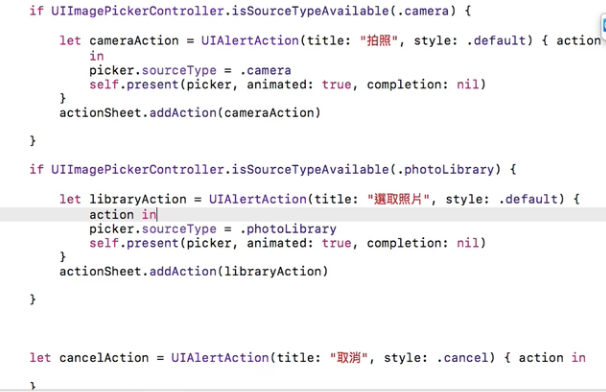 if UIImagePickerController.isSourceTypeAvailable(.camera) {
let cameraAction = UIAlertAction(title: "拍照", style: .default) { action
in
picker.sourceType = .camera
self.present(picker, animated: true, completion: nil)
}
actionSheet.addAction(cameraAction)
}
if UIImagePickerController.isSourceTypeAvailable(.photoLibrary) {
let libraryAction = UIAlertAction(title: "選取照片", style: .default) {
action in
picker.sourceType = .photoLibrary
self.present(picker, animated: true, completion: nil)
}
actionSheet.addAction(libraryAction)
}
let cancelAction = UIAlertAction(title: "取消", style: .cancel) { action in
}